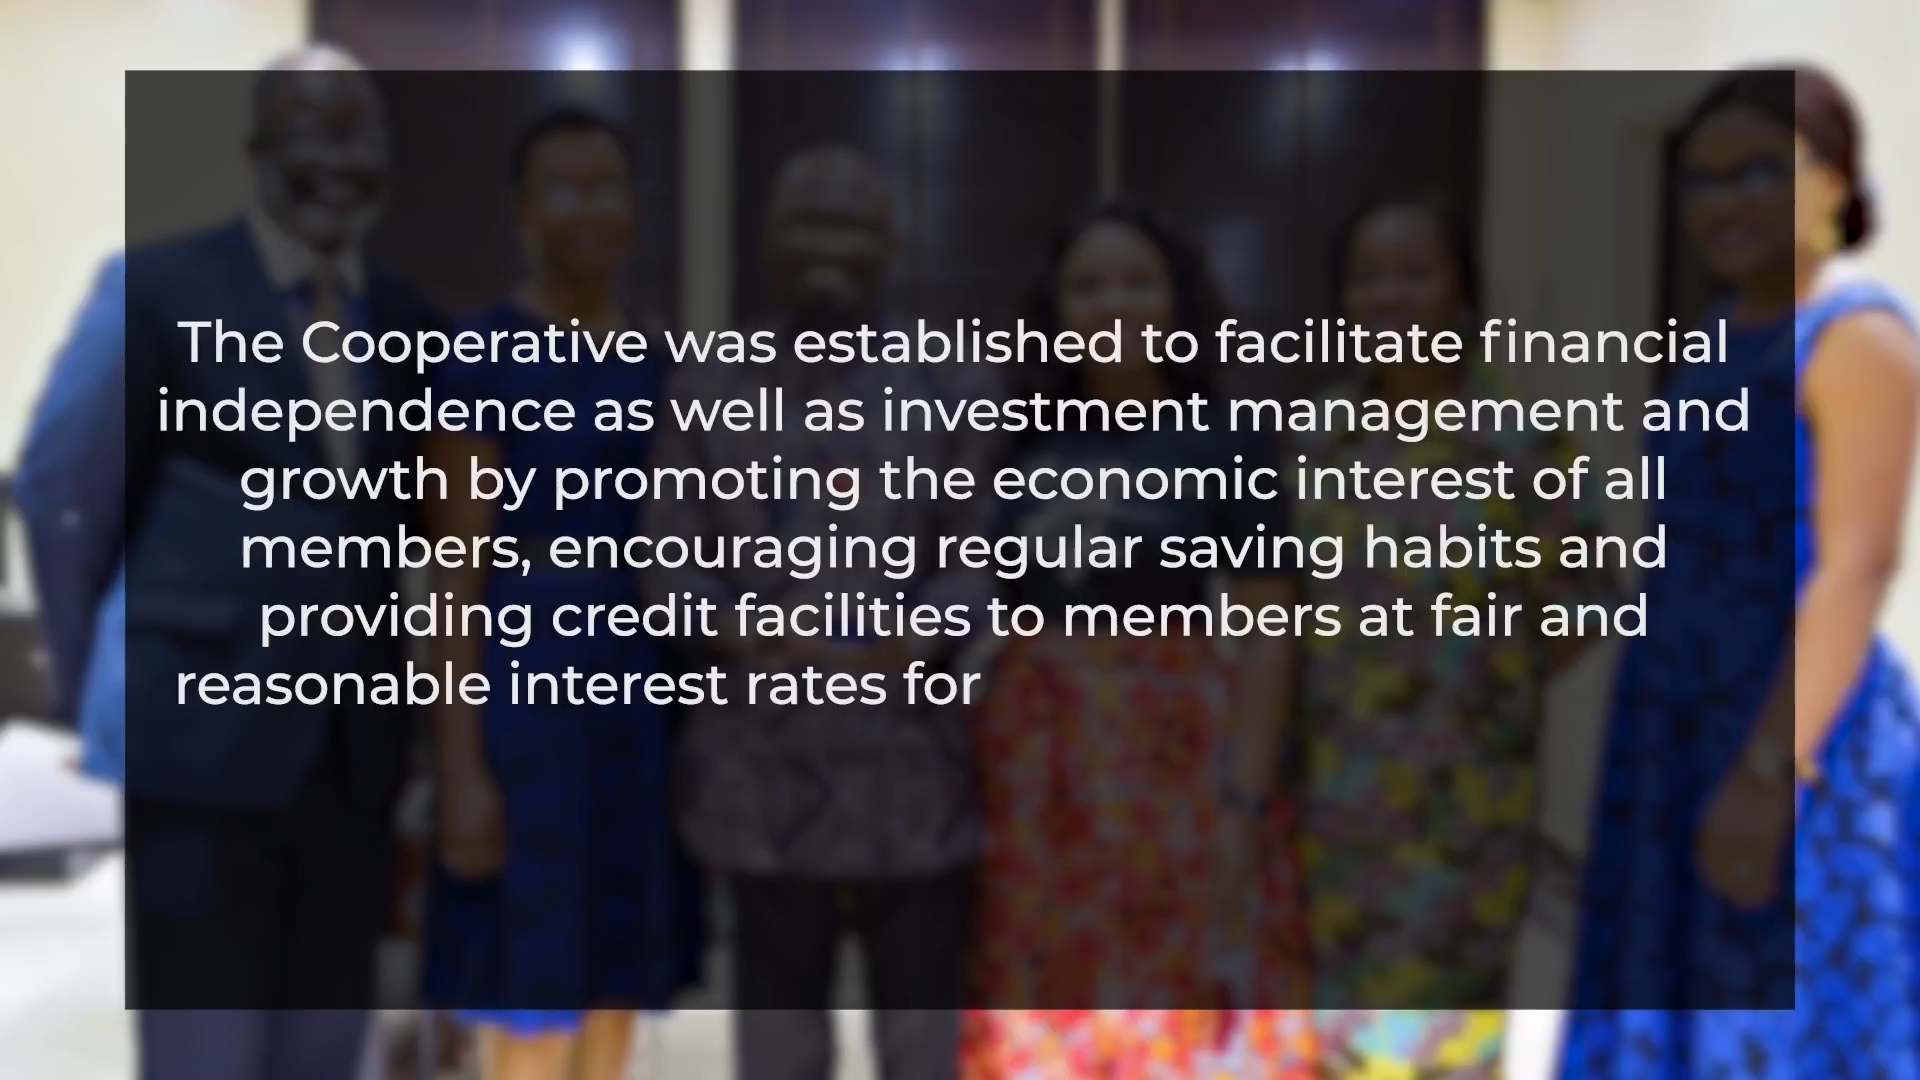 The Cooperative was established to facilitate financial
independence as well as investment management and
growth by promoting the economic interest of all
members, encouraging regular saving habits and
providing credit facilities to members at fair and
reasonable interest rates for